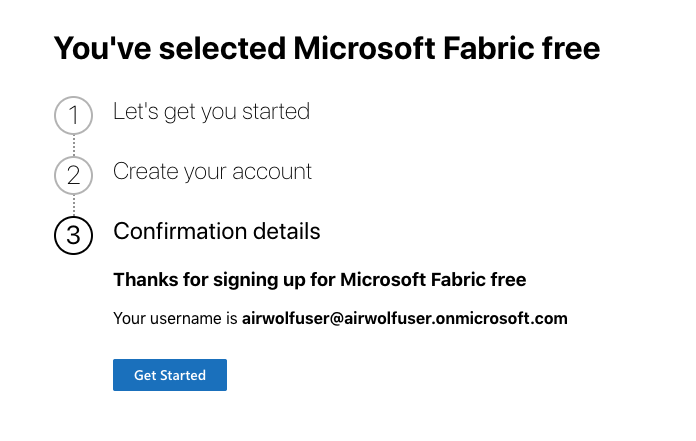 You've selected Microsoft Fabric free
1 Let's get you started
2 Create your account
3 Confirmation details
Thanks for signing up for Microsoft Fabric free
Your username is airwolfuser@airwolfuser.onmicrosoft.com
Get Started